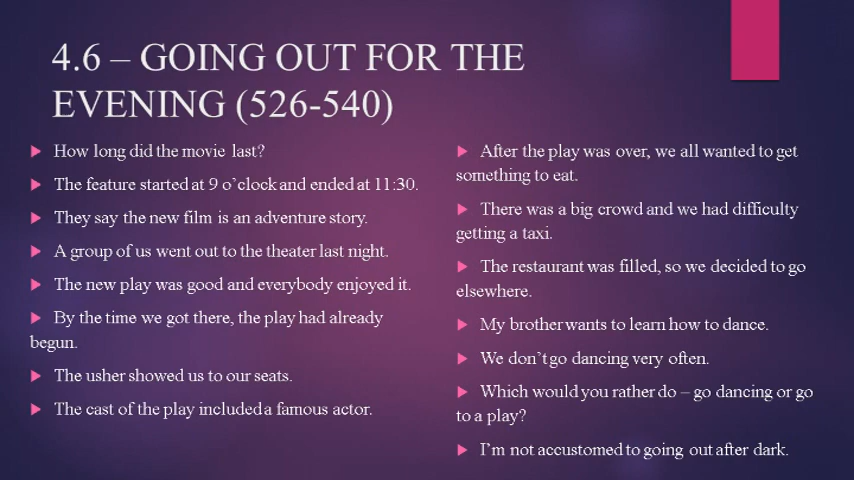 4.6 – GOING OUT FOR THE
EVENING (526-540)
How long did the movie last?
The feature started at 9 o'clock and ended at 11:30.
They say the new film is an adventure story.
A group of us went out to the theater last night.
The new play was good and everybody enjoyed it.
By the time we got there, the play had already
begun.
The usher showed us to our seats.
The cast of the play included a famous actor.
After the play was over, we all wanted to get
something to eat.
There was a big crowd and we had difficulty
getting a taxi.
The restaurant was filled, so we decided to go
elsewhere.
My brother wants to learn how to dance.
We don't go dancing very often.
Which would you rather do – go dancing or go
to a play?
I'm not accustomed to going out after dark.